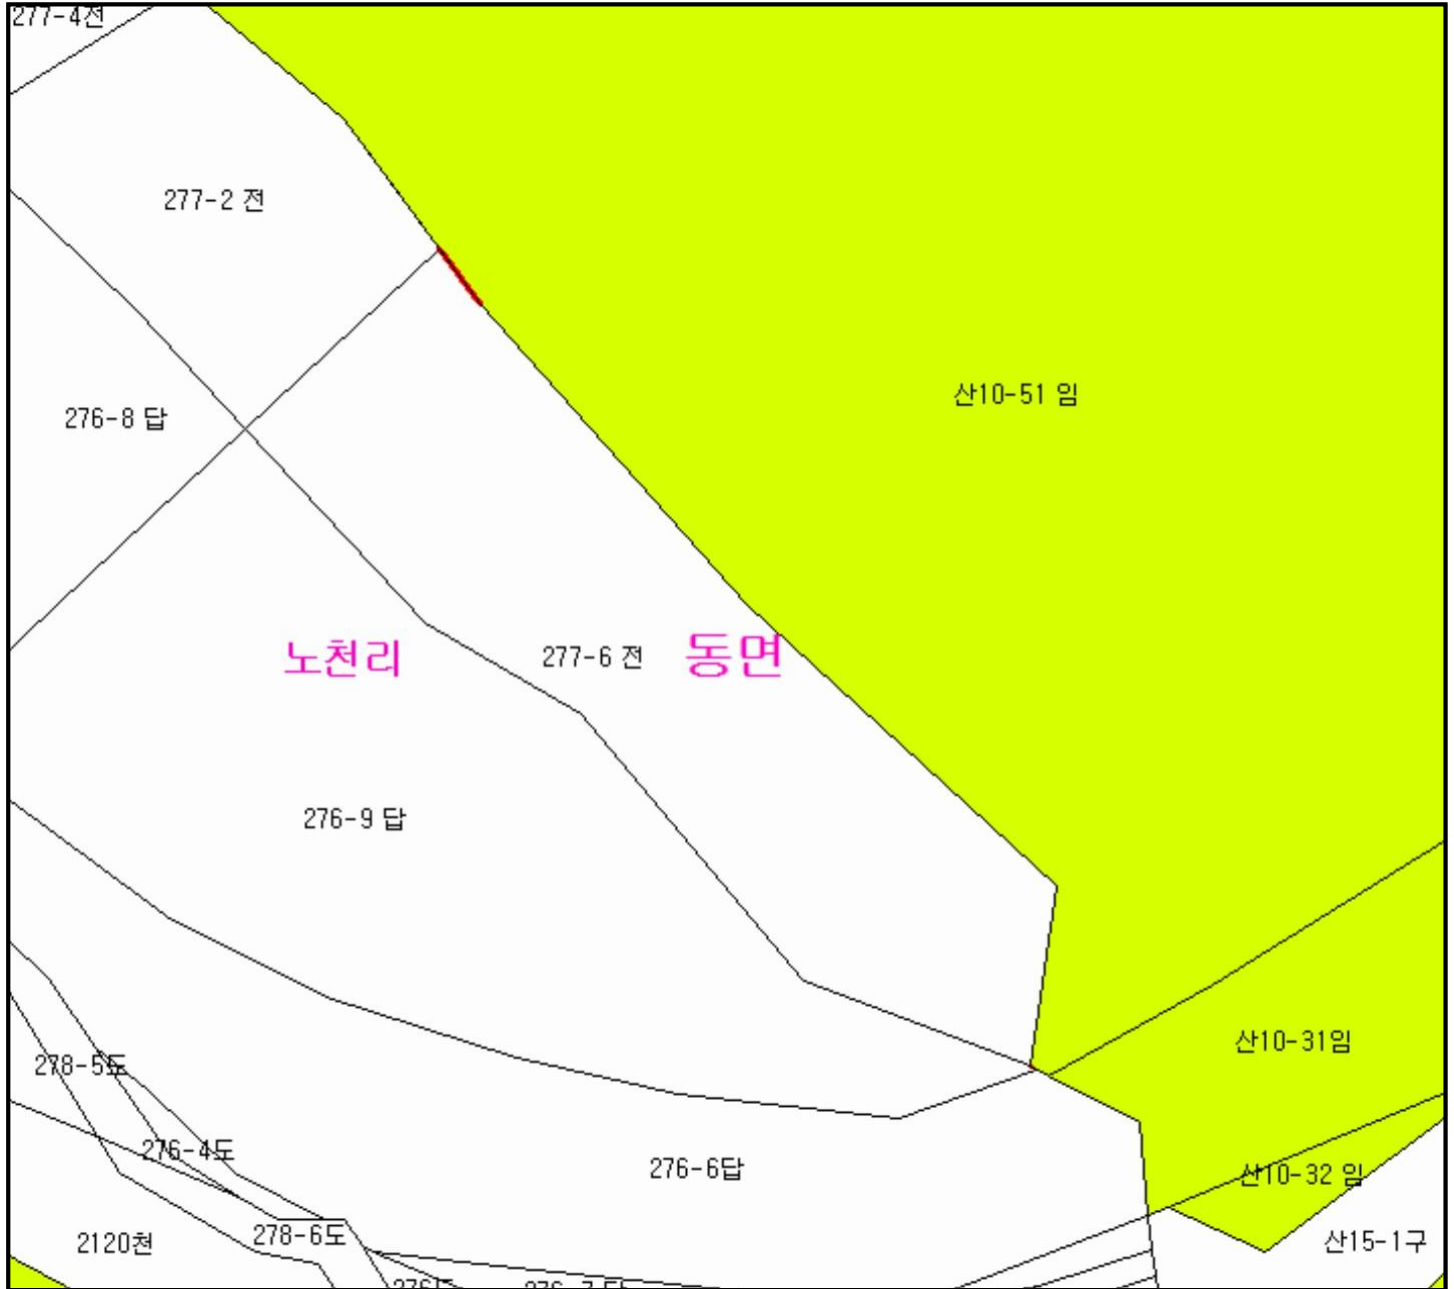 277-4전
277-2 전
산10-51 임
276-8 답
노천리
277-6 전
동면
276-9 답
산10-31임
278-5도
276-4도
276-6답
산10-32 임
278-6도
2120천
산15-1구